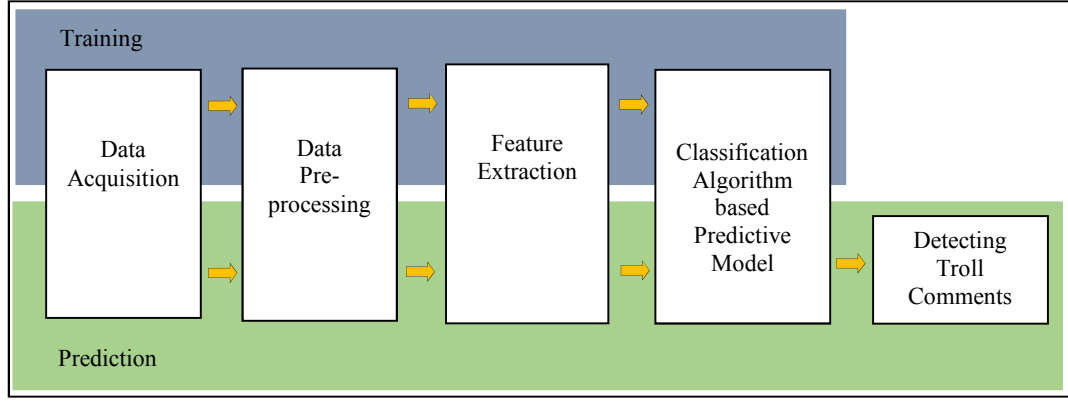 Training
Data
Acquisition
Data
Pre-
processing
Feature
Extraction
Classification
Algorithm
based
Predictive
Model
Detecting
Troll
Comments
Prediction